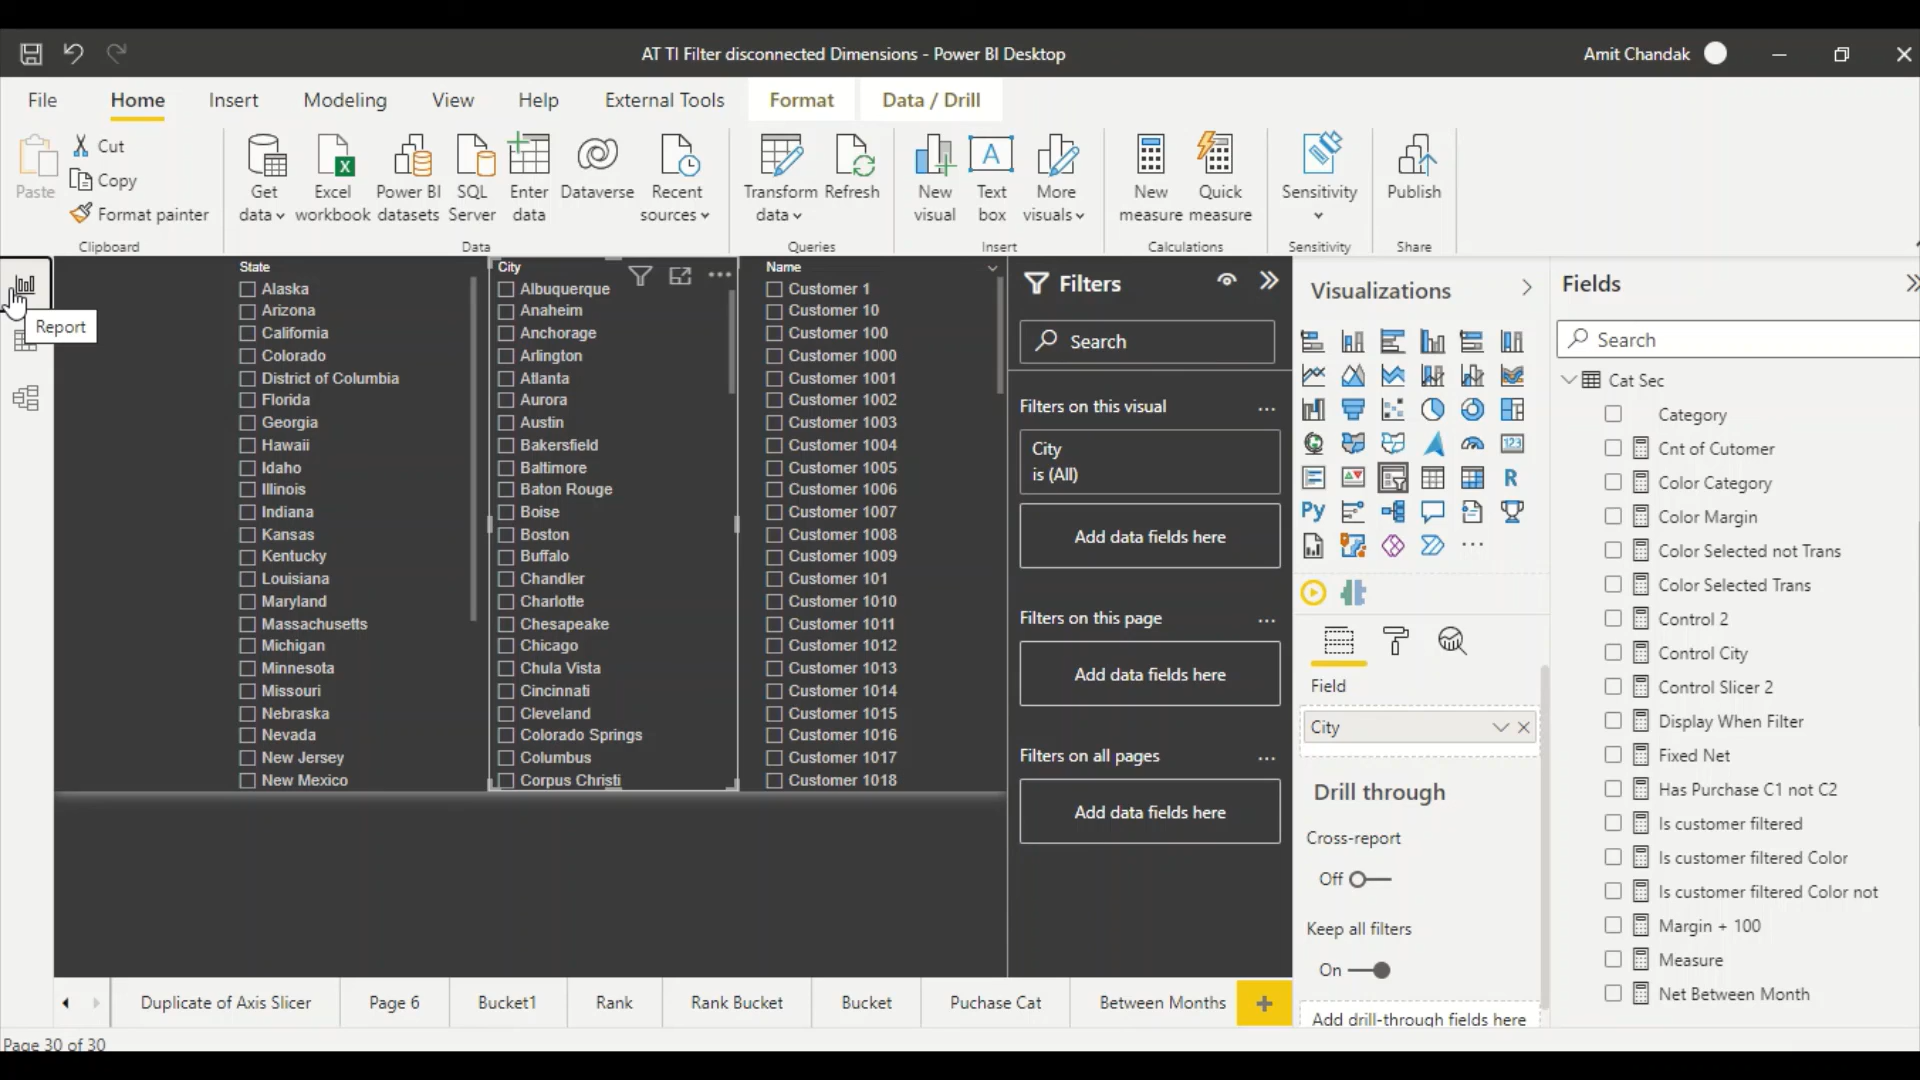 AT TI Filter disconnected Dimensions - Power BI Desktop
Amit Chandak
File
Home
Insert
Modeling
View
Help
External Tools
Format
Data / Drill
Paste
Cut
Copy
Format painter
Clipboard
Get
data
Excel
workbook
Power BI
datasets
SQL
Server
Enter
data
Dataverse
Recent
sources
Data
Transform
data
Refresh
Queries
New
visual
Text
box
More
visuals
Insert
New
measure
Quick
measure
Calculations
Sensitivity
Sensitivity
Publish
Share
Report
State
Alaska
Arizona
California
Colorado
District of Columbia
Florida
Georgia
Hawaii
Idaho
Illinois
Indiana
Kansas
Kentucky
Louisiana
Maryland
Massachusetts
Michigan
Minnesota
Missouri
Nebraska
Nevada
New Jersey
New Mexico
City
Albuquerque
Anaheim
Anchorage
Arlington
Atlanta
Aurora
Austin
Bakersfield
Baltimore
Baton Rouge
Boise
Boston
Buffalo
Chandler
Charlotte
Chesapeake
Chicago
Chula Vista
Cincinnati
Cleveland
Colorado Springs
Columbus
Corpus Christi
Name
Customer 1
Customer 10
Customer 100
Customer 1000
Customer 1001
Customer 1002
Customer 1003
Customer 1004
Customer 1005
Customer 1006
Customer 1007
Customer 1008
Customer 1009
Customer 101
Customer 1010
Customer 1011
Customer 1012
Customer 1013
Customer 1014
Customer 1015
Customer 1016
Customer 1017
Customer 1018
Filters
Search
Filters on this visual
City
is (All)
Add data fields here
Filters on this page
Add data fields here
Filters on all pages
Add data fields here
Visualizations
123
R
Py
Field
City
Drill through
Cross-report
Off
Keep all filters
On
Add drill-through fields here
Fields
Search
Cat Sec
Category
Cnt of Cutomer
Color Category
Color Margin
Color Selected not Trans
Color Selected Trans
Control 2
Control City
Control Slicer 2
Display When Filter
Fixed Net
Has Purchase C1 not C2
Is customer filtered
Is customer filtered Color
Is customer filtered Color not
Margin + 100
Measure
Net Between Month
Duplicate of Axis Slicer
Page 6
Bucket1
Rank
Rank Bucket
Bucket
Puchase Cat
Between Months
Page 30 of 30